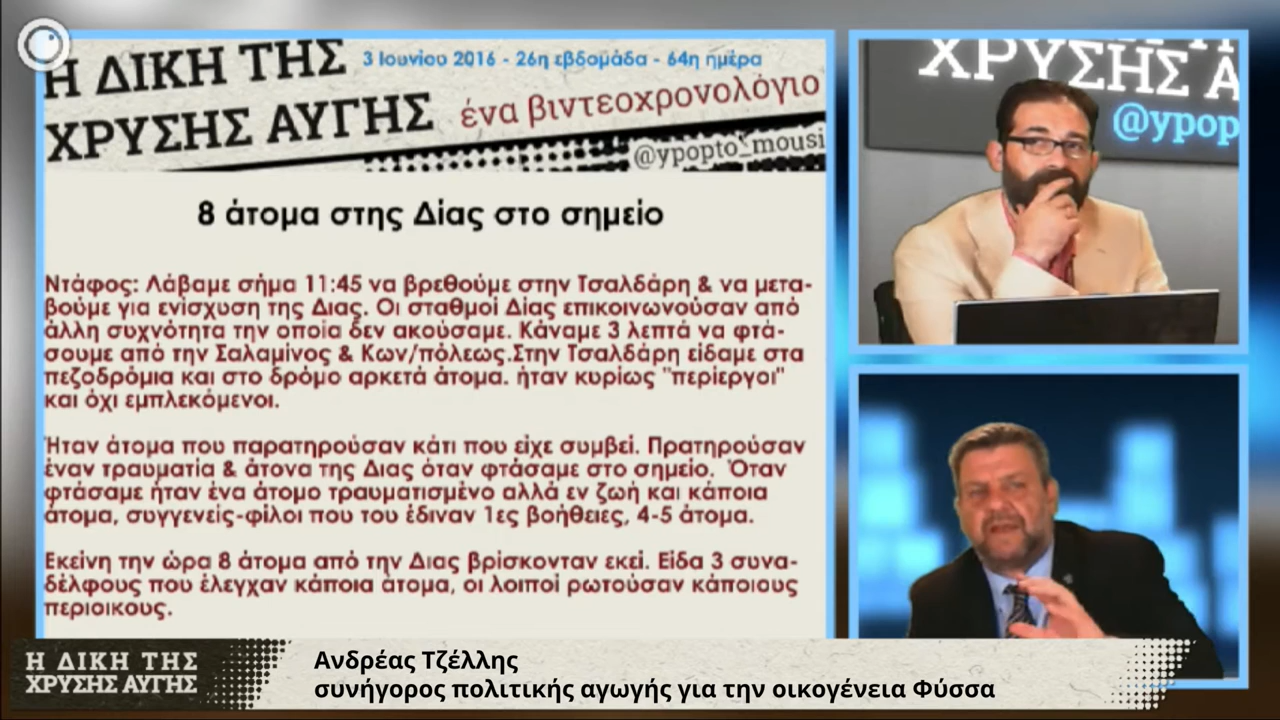 Η ΔΙΚΗ ΤΗΣ
ΧΡΥΣΗΣ ΑΥΓΗΣ
3 Ιουνίου 2016 - 26η εβδομάδα - 64η ημέρα
ένα βιντεοχρονολόγιο
@ypopto_mousi
8 άτομα στης Δίας στο σημείο
Ντάφος: Λάβαμε σήμα 11:45 να βρεθούμε στην Τσαλδάρη & να μετα-
βούμε για ενίσχυση της Διας. Οι σταθμοί Δίας επικοινωνούσαν από
άλλη συχνότητα την οποία δεν ακούσαμε. Κάναμε 3 λεπτά να φτά-
σουμε από την Σαλαμίνος & Κων/πόλεως.Στην Τσαλδάρη είδαμε στα
πεζοδρόμια και στο δρόμο αρκετά άτομα. ήταν κυρίως "περίεργοι"
και όχι εμπλεκόμενοι.
Ήταν άτομα που παρατηρούσαν κάτι που είχε συμβεί. Πρατηρούσαν
έναν τραυματία & άτονα της Διας όταν φτάσαμε στο σημείο. Όταν
φτάσαμε ήταν ένα άτομο τραυματισμένο αλλά εν ζωή και κάποια
άτομα, συγγενείς-φίλοι που του έδιναν 1ες βοήθειες, 4-5 άτομα.
Εκείνη την ώρα 8 άτομα από την Διας βρίσκονταν εκεί. Είδα 3 συνα-
δέλφους που έλεγχαν κάποια άτομα, οι λοιποί ρωτούσαν κάποιους
περιοικους.
ΧΡΥΣΗΣ Α
@ypop
Η ΔΙΚΗ ΤΗΣ
ΧΡΥΣΗΣ ΑΥΓΗΣ
Ανδρέας Τζέλλης
συνήγορος πολιτικής αγωγής για την οικογένεια Φύσσα